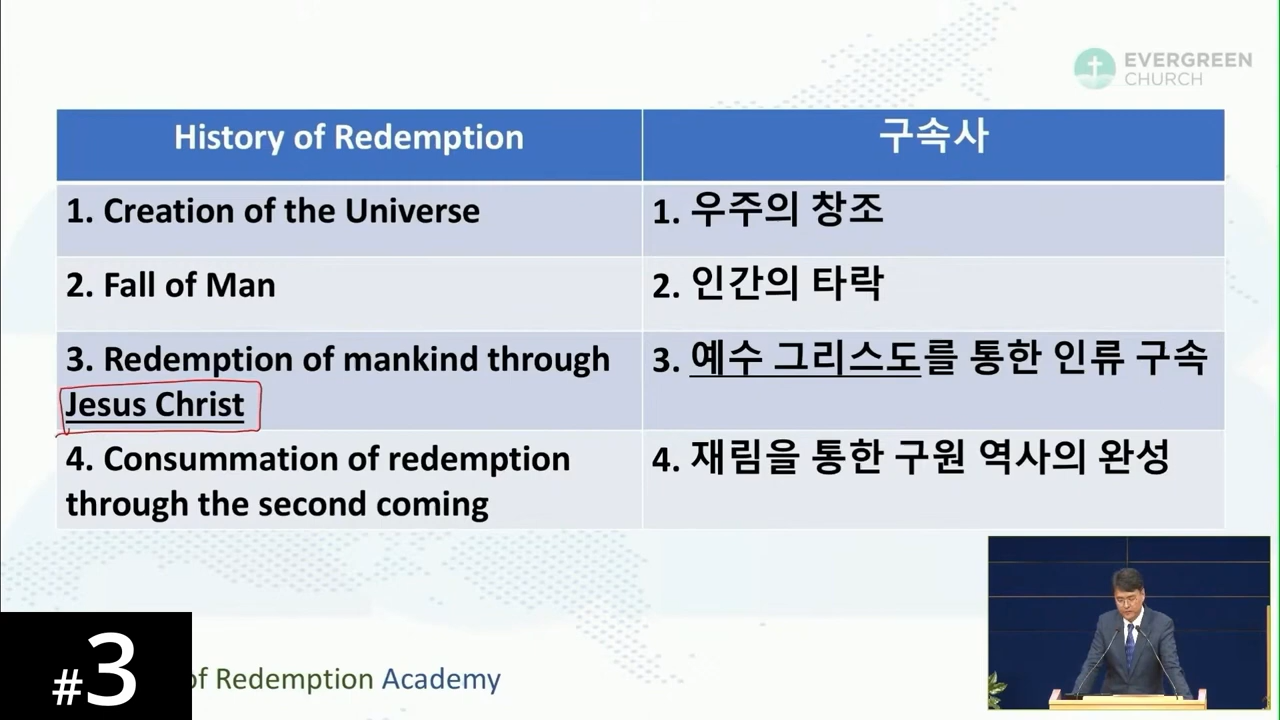 EVERGREEN
CHURCH
History of Redemption
구속사
1. Creation of the Universe
1. 우주의 창조
2. Fall of Man
2. 인간의 타락
3. Redemption of mankind through
Jesus Christ
3. 예수 그리스도를 통한 인류 구속
4. Consummation of redemption
through the second coming
4. 재림을 통한 구원 역사의 완성
#3
of Redemption Academy